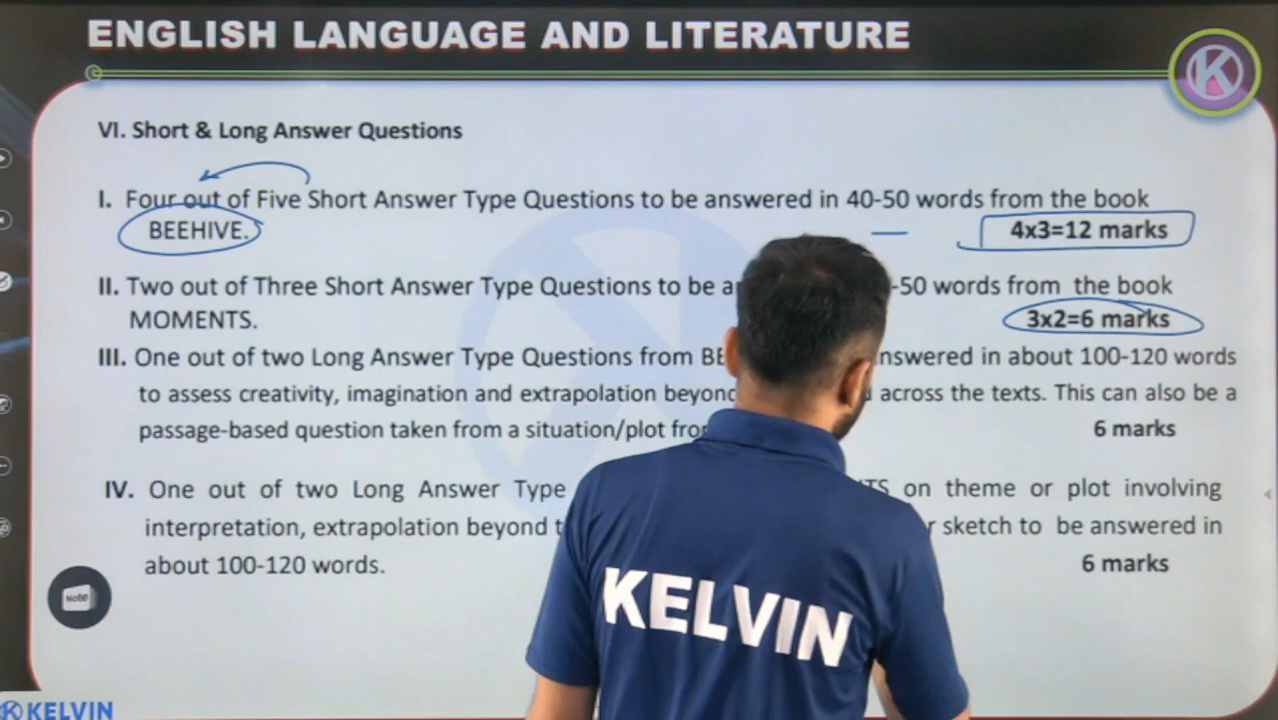 ENGLISH LANGUAGE AND LITERATURE
K
VI. Short & Long Answer Questions
I. Four out of Five Short Answer Type Questions to be answered in 40-50 words from the book
BEEHIVE. 4x3=12 marks
II. Two out of Three Short Answer Type Questions to be -50 words from the book
MOMENTS. 3x2=6 marks
III. One out of two Long Answer Type Questions from in about 100-120 words
to assess creativity, imagination and extrapolation across the texts. This can also be a
passage-based question taken from a situation/plot 6 marks
IV. One out of two Long Answer Type on theme or plot involving
interpretation, extrapolation beyond sketch to be answered in
about 100-120 words. 6 marks
Note
KELVIN
KELVIN